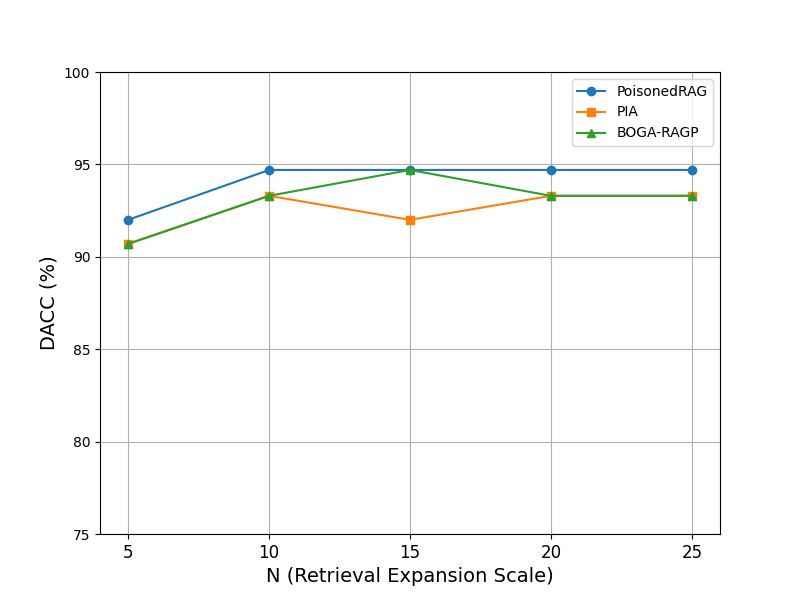 100
95
90
85
80
75
DACC (%)
PoisonedRAG
PIA
BOGA-RAGP
5 10 15 20 25
N (Retrieval Expansion Scale)